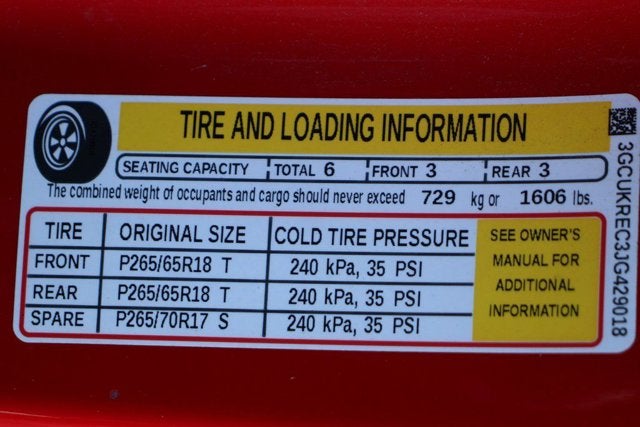 TIRE AND LOADING INFORMATION
SEATING CAPACITY TOTAL 6 FRONT 3 REAR 3
The combined weight of occupants and cargo should never exceed 729 kg or 1606 lbs.
TIRE ORIGINAL SIZE COLD TIRE PRESSURE
FRONT P265/65R18 T 240 kPa, 35 PSI
REAR P265/65R18 T 240 kPa, 35 PSI
SPARE P265/70R17 S 240 kPa, 35 PSI
SEE OWNER'S
MANUAL FOR
ADDITIONAL
INFORMATION
3GCUKREC3JG429018